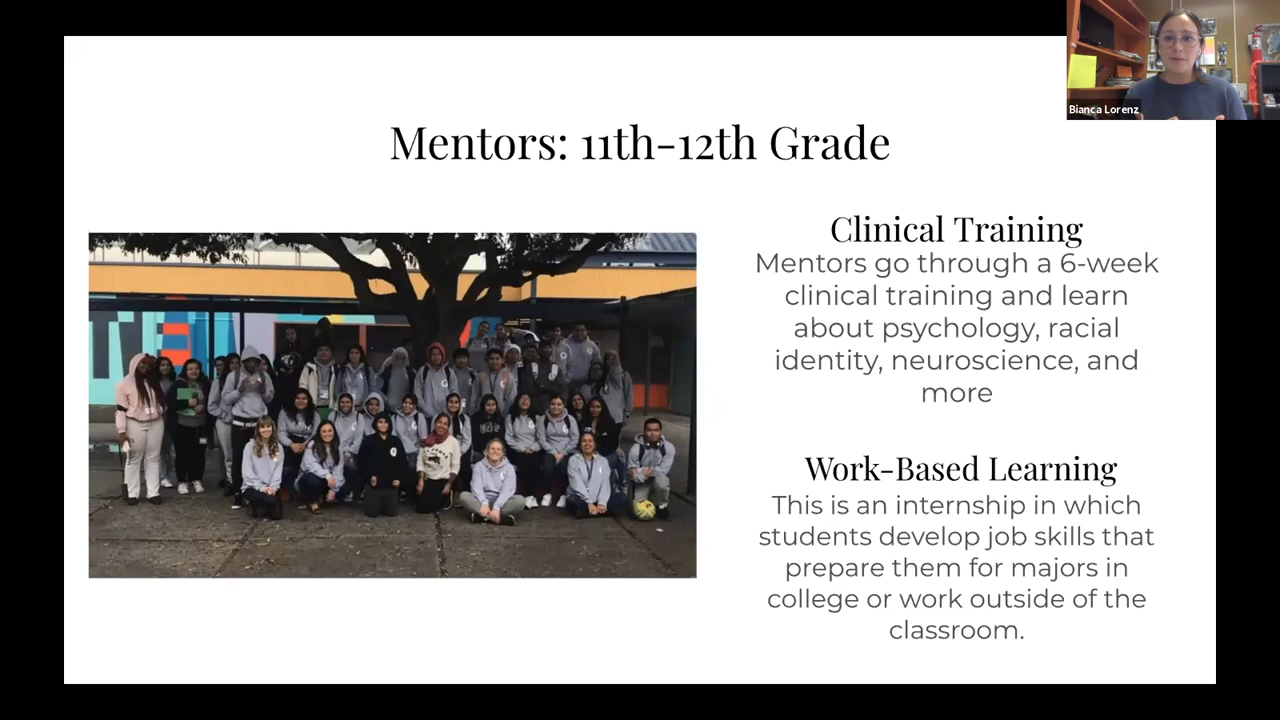 Bianca Lorenz
Mentors: 11th-12th Grade
Clinical Training
Mentors go through a 6-week
clinical training and learn
about psychology, racial
identity, neuroscience, and
more
Work-Based Learning
This is an internship in which
students develop job skills that
prepare them for majors in
college or work outside of the
classroom.